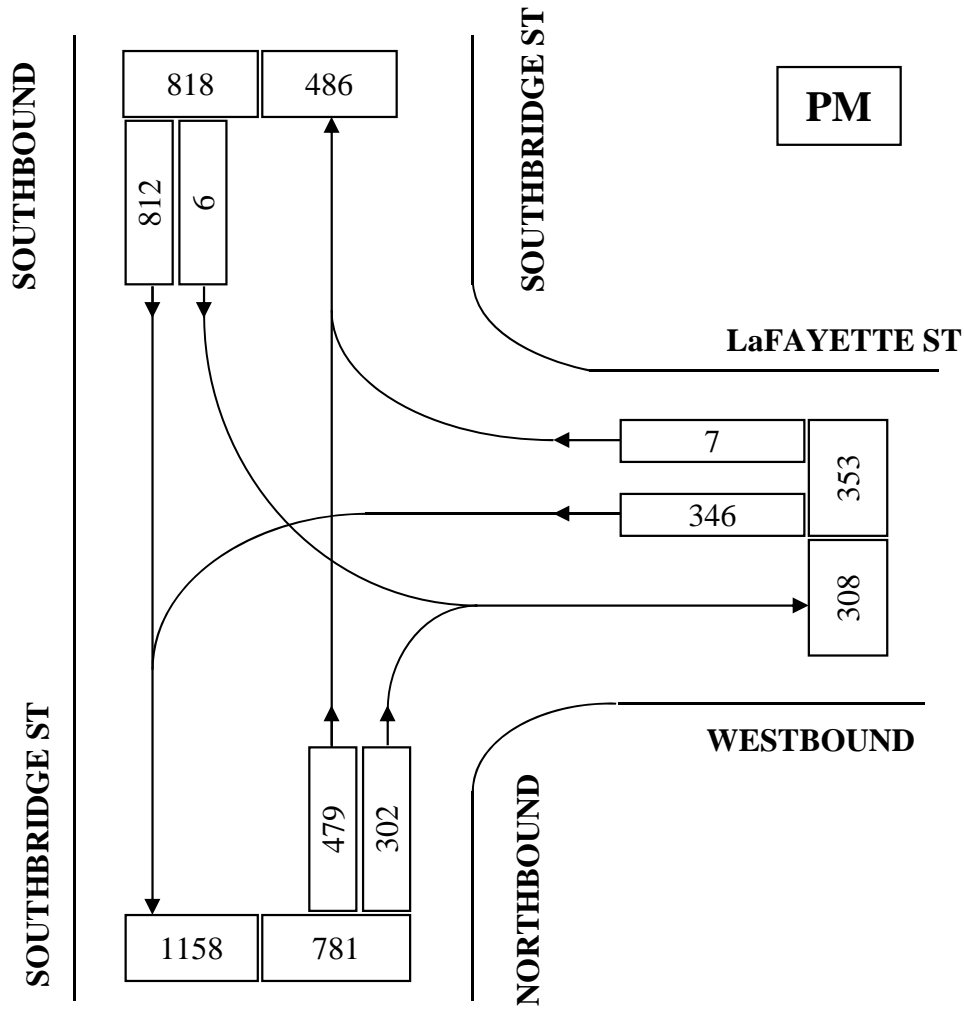 SOUTHBOUND
818
486
SOUTHBRIDGE ST
PM
812
6
LaFAYETTE ST
7
353
346
308
SOUTHBRIDGE ST
WESTBOUND
479
302
NORTHBOUND
1158
781